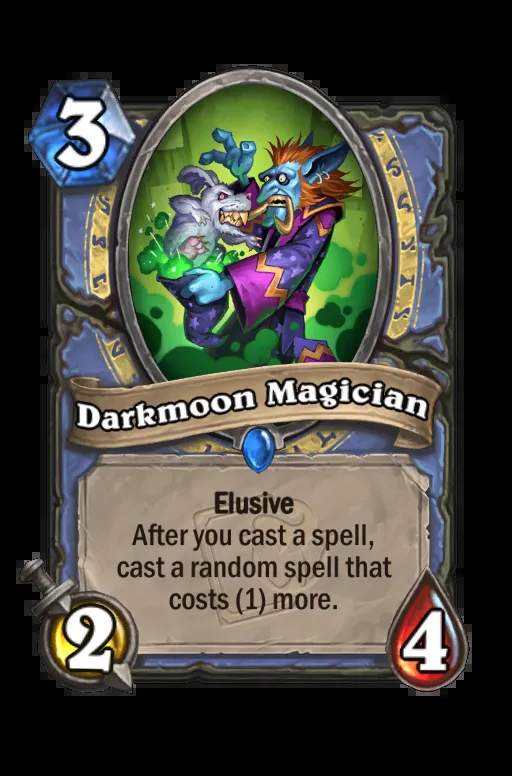 3
Darkmoon Magician
Elusive
After you cast a spell,
cast a random spell that
costs (1) more.
2
4